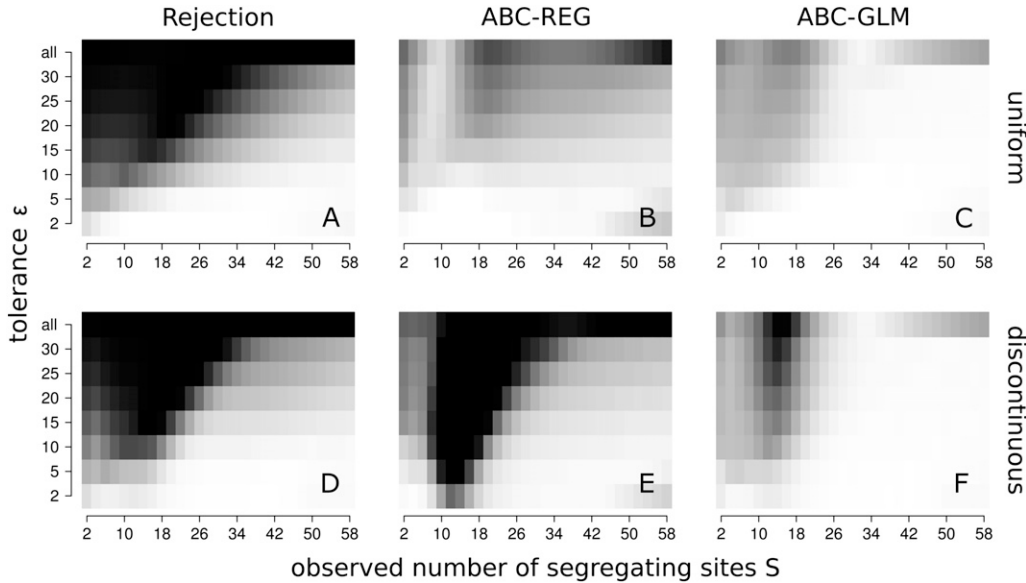 Rejection ABC-REG ABC-GLM
all
30
25
20
15
10
5
2
A B C
2 10 18 26 34 42 50 58 2 10 18 26 34 42 50 58 2 10 18 26 34 42 50 58
uniform
tolerance ε
all
30
25
20
15
10
5
2
D E F
2 10 18 26 34 42 50 58 2 10 18 26 34 42 50 58 2 10 18 26 34 42 50 58
discontinuous
observed number of segregating sites S